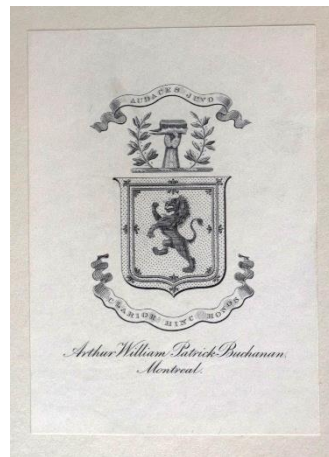 AUDACES JUVO
CLARIOR HINC HONOS
Arthur William Patrick Buchanan.
Montreal.